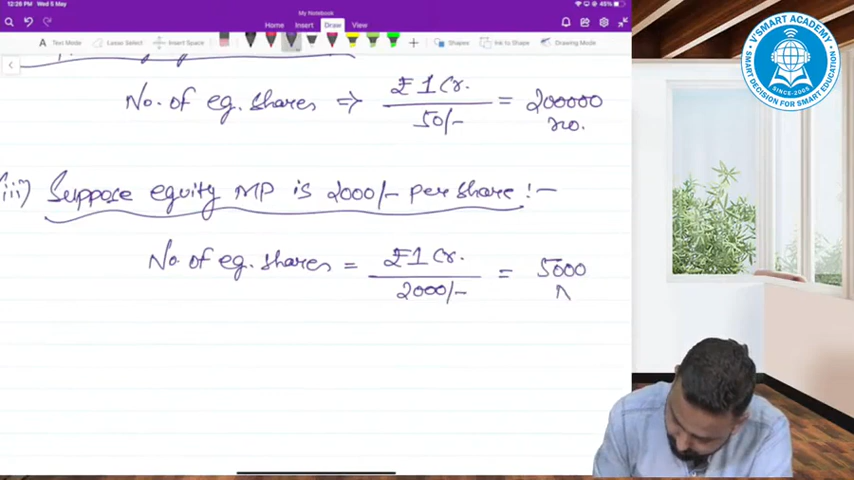 12:26 PM Wed 5 May
46%
My Notebook
Home Insert Draw View
Text Mode Lasso Select Insert Space Shapes Ink to Shape Drawing Mode
No. of eq. shares ⇒ ₹1 Cr. / 50/- = 200000 no.
iii) Suppose equity MP is 2000/- per share :-
No. of eq. shares = ₹1 Cr. / 2000/- = 5000
V'SMART ACADEMY
SINCE-2005
SMART DECISION FOR SMART EDUCATION